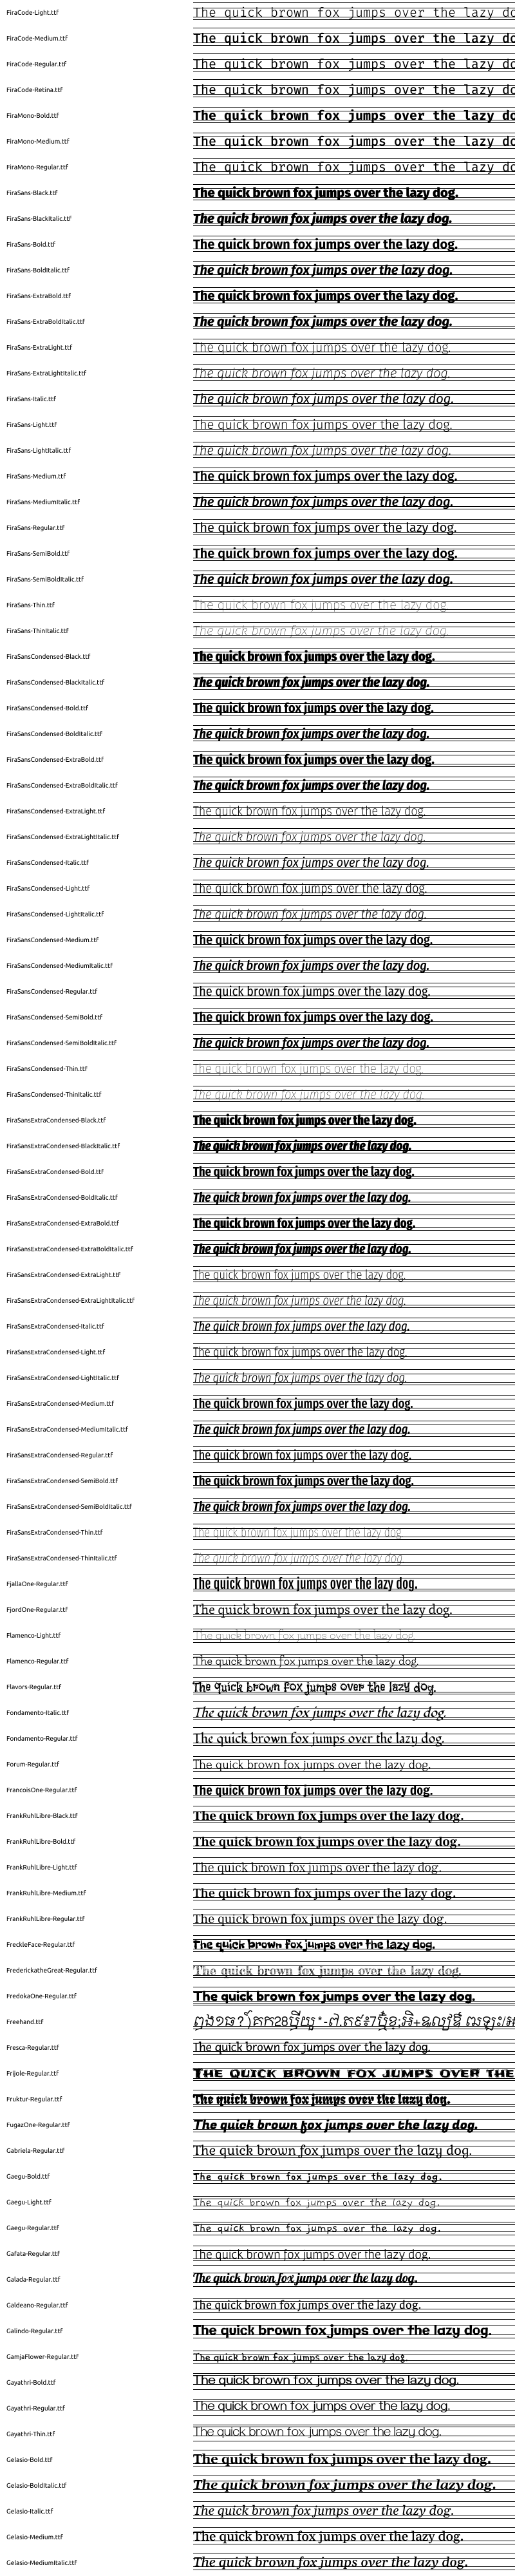 FiraCode-Light.ttf The quick brown fox jumps over the lazy do
FiraCode-Medium.ttf The quick brown fox jumps over the lazy do
FiraCode-Regular.ttf The quick brown fox jumps over the lazy do
FiraCode-Retina.ttf The quick brown fox jumps over the lazy do
FiraMono-Bold.ttf The quick brown fox jumps over the lazy do
FiraMono-Medium.ttf The quick brown fox jumps over the lazy do
FiraMono-Regular.ttf The quick brown fox jumps over the lazy do
FiraSans-Black.ttf The quick brown fox jumps over the lazy dog.
FiraSans-BlackItalic.ttf The quick brown fox jumps over the lazy dog.
FiraSans-Bold.ttf The quick brown fox jumps over the lazy dog.
FiraSans-BoldItalic.ttf The quick brown fox jumps over the lazy dog.
FiraSans-ExtraBold.ttf The quick brown fox jumps over the lazy dog.
FiraSans-ExtraBoldItalic.ttf The quick brown fox jumps over the lazy dog.
FiraSans-ExtraLight.ttf The quick brown fox jumps over the lazy dog.
FiraSans-ExtraLightItalic.ttf The quick brown fox jumps over the lazy dog.
FiraSans-Italic.ttf The quick brown fox jumps over the lazy dog.
FiraSans-Light.ttf The quick brown fox jumps over the lazy dog.
FiraSans-LightItalic.ttf The quick brown fox jumps over the lazy dog.
FiraSans-Medium.ttf The quick brown fox jumps over the lazy dog.
FiraSans-MediumItalic.ttf The quick brown fox jumps over the lazy dog.
FiraSans-Regular.ttf The quick brown fox jumps over the lazy dog.
FiraSans-SemiBold.ttf The quick brown fox jumps over the lazy dog.
FiraSans-SemiBoldItalic.ttf The quick brown fox jumps over the lazy dog.
FiraSans-Thin.ttf The quick brown fox jumps over the lazy dog.
FiraSans-ThinItalic.ttf The quick brown fox jumps over the lazy dog.
FiraSansCondensed-Black.ttf The quick brown fox jumps over the lazy dog.
FiraSansCondensed-BlackItalic.ttf The quick brown fox jumps over the lazy dog.
FiraSansCondensed-Bold.ttf The quick brown fox jumps over the lazy dog.
FiraSansCondensed-BoldItalic.ttf The quick brown fox jumps over the lazy dog.
FiraSansCondensed-ExtraBold.ttf The quick brown fox jumps over the lazy dog.
FiraSansCondensed-ExtraBoldItalic.ttf The quick brown fox jumps over the lazy dog.
FiraSansCondensed-ExtraLight.ttf The quick brown fox jumps over the lazy dog.
FiraSansCondensed-ExtraLightItalic.ttf The quick brown fox jumps over the lazy dog.
FiraSansCondensed-Italic.ttf The quick brown fox jumps over the lazy dog.
FiraSansCondensed-Light.ttf The quick brown fox jumps over the lazy dog.
FiraSansCondensed-LightItalic.ttf The quick brown fox jumps over the lazy dog.
FiraSansCondensed-Medium.ttf The quick brown fox jumps over the lazy dog.
FiraSansCondensed-MediumItalic.ttf The quick brown fox jumps over the lazy dog.
FiraSansCondensed-Regular.ttf The quick brown fox jumps over the lazy dog.
FiraSansCondensed-SemiBold.ttf The quick brown fox jumps over the lazy dog.
FiraSansCondensed-SemiBoldItalic.ttf The quick brown fox jumps over the lazy dog.
FiraSansCondensed-Thin.ttf The quick brown fox jumps over the lazy dog.
FiraSansCondensed-ThinItalic.ttf The quick brown fox jumps over the lazy dog.
FiraSansExtraCondensed-Black.ttf The quick brown fox jumps over the lazy dog.
FiraSansExtraCondensed-BlackItalic.ttf The quick brown fox jumps over the lazy dog.
FiraSansExtraCondensed-Bold.ttf The quick brown fox jumps over the lazy dog.
FiraSansExtraCondensed-BoldItalic.ttf The quick brown fox jumps over the lazy dog.
FiraSansExtraCondensed-ExtraBold.ttf The quick brown fox jumps over the lazy dog.
FiraSansExtraCondensed-ExtraBoldItalic.ttf The quick brown fox jumps over the lazy dog.
FiraSansExtraCondensed-ExtraLight.ttf The quick brown fox jumps over the lazy dog.
FiraSansExtraCondensed-ExtraLightItalic.ttf The quick brown fox jumps over the lazy dog.
FiraSansExtraCondensed-Italic.ttf The quick brown fox jumps over the lazy dog.
FiraSansExtraCondensed-Light.ttf The quick brown fox jumps over the lazy dog.
FiraSansExtraCondensed-LightItalic.ttf The quick brown fox jumps over the lazy dog.
FiraSansExtraCondensed-Medium.ttf The quick brown fox jumps over the lazy dog.
FiraSansExtraCondensed-MediumItalic.ttf The quick brown fox jumps over the lazy dog.
FiraSansExtraCondensed-Regular.ttf The quick brown fox jumps over the lazy dog.
FiraSansExtraCondensed-SemiBold.ttf The quick brown fox jumps over the lazy dog.
FiraSansExtraCondensed-SemiBoldItalic.ttf The quick brown fox jumps over the lazy dog.
FiraSansExtraCondensed-Thin.ttf The quick brown fox jumps over the lazy dog.
FiraSansExtraCondensed-ThinItalic.ttf The quick brown fox jumps over the lazy dog.
FjallaOne-Regular.ttf The quick brown fox jumps over the lazy dog.
FjordOne-Regular.ttf The quick brown fox jumps over the lazy dog.
Flamenco-Light.ttf The quick brown fox jumps over the lazy dog.
Flamenco-Regular.ttf The quick brown fox jumps over the lazy dog.
Flavors-Regular.ttf The quick brown fox jumps over the lazy dog.
Fondamento-Italic.ttf The quick brown fox jumps over the lazy dog.
Fondamento-Regular.ttf The quick brown fox jumps over the lazy dog.
Forum-Regular.ttf The quick brown fox jumps over the lazy dog.
FrancoisOne-Regular.ttf The quick brown fox jumps over the lazy dog.
FrankRuhlLibre-Black.ttf The quick brown fox jumps over the lazy dog.
FrankRuhlLibre-Bold.ttf The quick brown fox jumps over the lazy dog.
FrankRuhlLibre-Light.ttf The quick brown fox jumps over the lazy dog.
FrankRuhlLibre-Medium.ttf The quick brown fox jumps over the lazy dog.
FrankRuhlLibre-Regular.ttf The quick brown fox jumps over the lazy dog.
FreckleFace-Regular.ttf The quick brown fox jumps over the lazy dog.
FrederickatheGreat-Regular.ttf The quick brown fox jumps over the lazy dog.
FredokaOne-Regular.ttf The quick brown fox jumps over the lazy dog.
Freehand.ttf
Fresca-Regular.ttf The quick brown fox jumps over the lazy dog.
Frijole-Regular.ttf THE QUICK BROWN FOX JUMPS OVER THE
Fruktur-Regular.ttf The quick brown fox jumps over the lazy dog.
FugazOne-Regular.ttf The quick brown fox jumps over the lazy dog.
Gabriela-Regular.ttf The quick brown fox jumps over the lazy dog.
Gaegu-Bold.ttf The quick brown fox jumps over the lazy dog.
Gaegu-Light.ttf The quick brown fox jumps over the lazy dog.
Gaegu-Regular.ttf The quick brown fox jumps over the lazy dog.
Gafata-Regular.ttf The quick brown fox jumps over the lazy dog.
Galada-Regular.ttf The quick brown fox jumps over the lazy dog.
Galdeano-Regular.ttf The quick brown fox jumps over the lazy dog.
Galindo-Regular.ttf The quick brown fox jumps over the lazy dog.
GamjaFlower-Regular.ttf The quick brown fox jumps over the lazy dog.
Gayathri-Bold.ttf The quick brown fox jumps over the lazy dog.
Gayathri-Regular.ttf The quick brown fox jumps over the lazy dog.
Gayathri-Thin.ttf The quick brown fox jumps over the lazy dog.
Gelasio-Bold.ttf The quick brown fox jumps over the lazy dog.
Gelasio-BoldItalic.ttf The quick brown fox jumps over the lazy dog.
Gelasio-Italic.ttf The quick brown fox jumps over the lazy dog.
Gelasio-Medium.ttf The quick brown fox jumps over the lazy dog.
Gelasio-MediumItalic.ttf The quick brown fox jumps over the lazy dog.